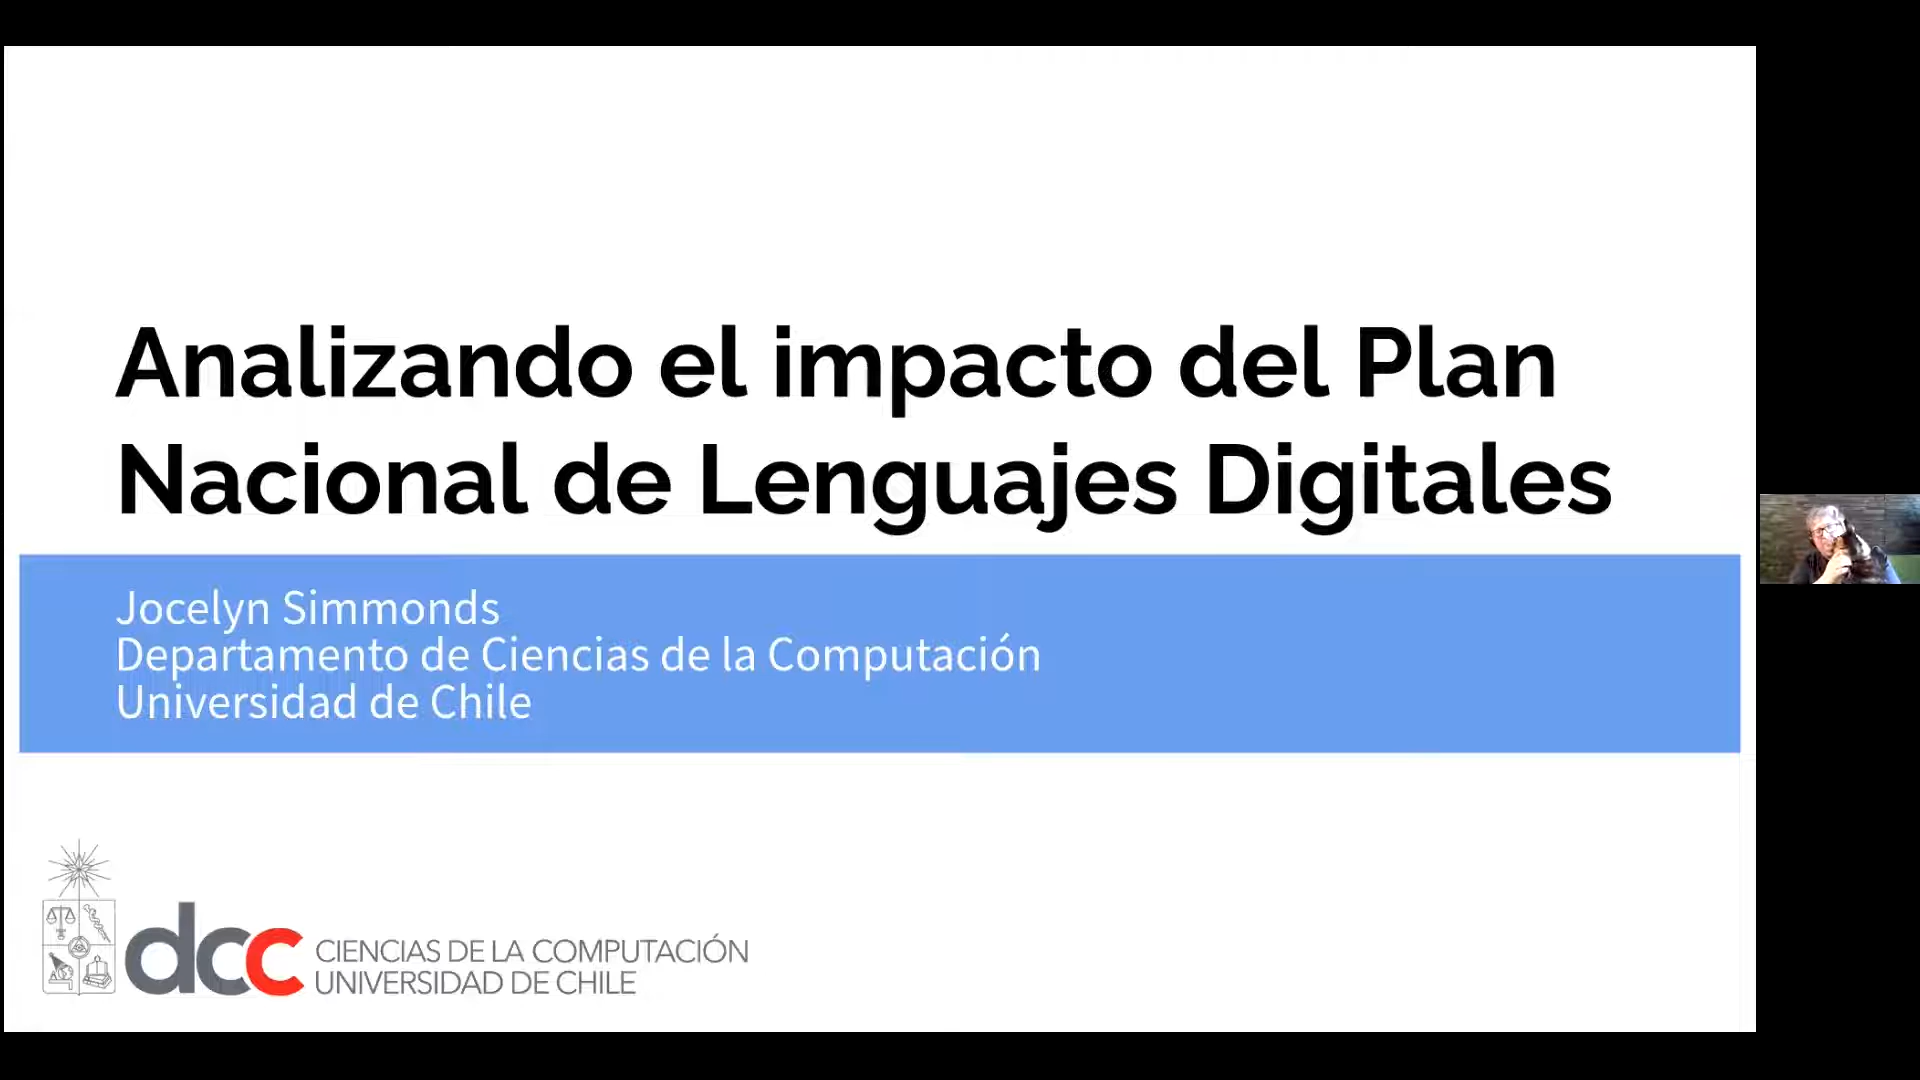 Analizando el impacto del Plan
Nacional de Lenguajes Digitales
Jocelyn Simmonds
Departamento de Ciencias de la Computación
Universidad de Chile
dcc
CIENCIAS DE LA COMPUTACIÓN
UNIVERSIDAD DE CHILE